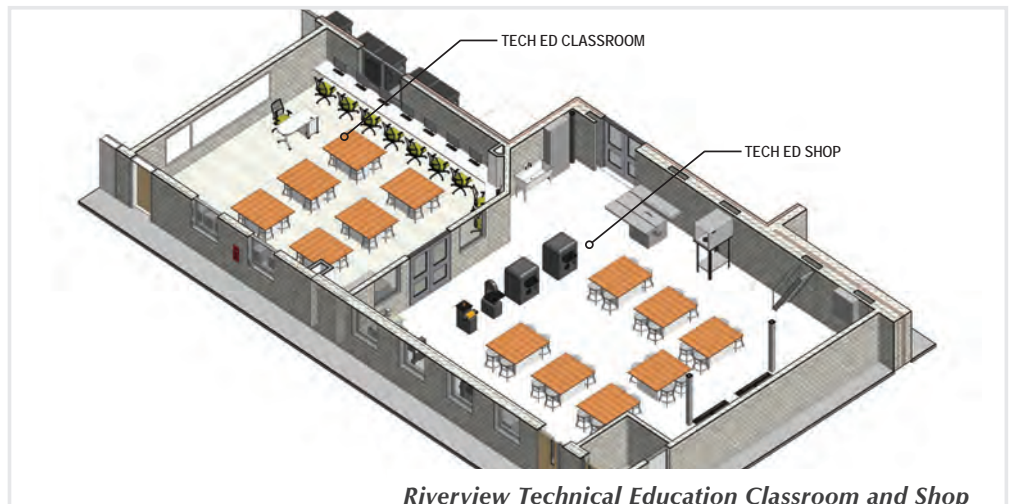 TECH ED CLASSROOM
TECH ED SHOP
Riverview Technical Education Classroom and Shop